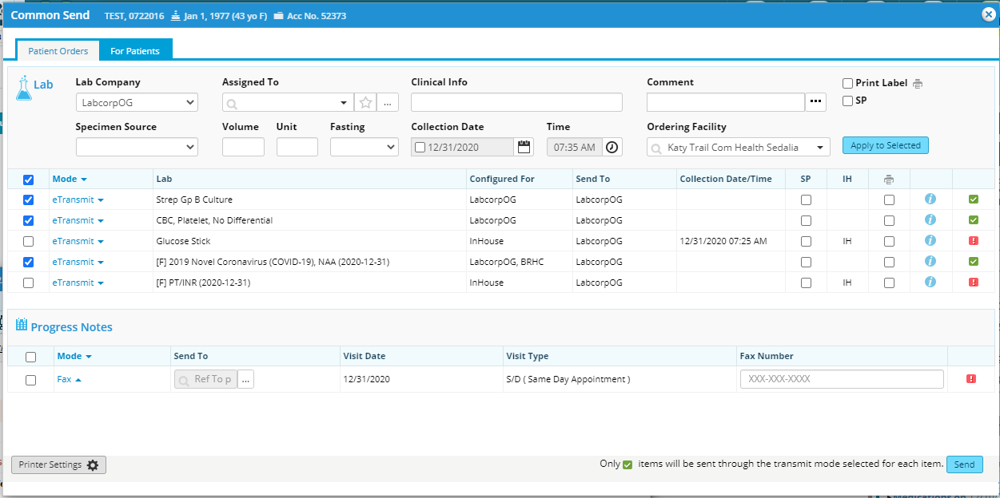 Common Send TEST, 0722016 Jan 1, 1977 (43 yo F) Acc No. 52373
Patient Orders For Patients
Lab
Lab Company Assigned To Clinical Info Comment Print Label
LabcorpOG ... ... SP
Specimen Source Volume Unit Fasting Collection Date Time Ordering Facility
12/31/2020 07:35 AM Katy Trail Com Health Sedalia Apply to Selected
Mode Lab Configured For Send To Collection Date/Time SP IH
eTransmit Strep Gp B Culture LabcorpOG LabcorpOG
eTransmit CBC, Platelet, No Differential LabcorpOG LabcorpOG
eTransmit Glucose Stick InHouse LabcorpOG 12/31/2020 07:25 AM IH
eTransmit [F] 2019 Novel Coronavirus (COVID-19), NAA (2020-12-31) LabcorpOG, BRHC LabcorpOG
eTransmit [F] PT/INR (2020-12-31) InHouse LabcorpOG IH
Progress Notes
Mode Send To Visit Date Visit Type Fax Number
Fax Ref To p ... 12/31/2020 S/D ( Same Day Appointment ) XXX-XXX-XXXX
Printer Settings Only items will be sent through the transmit mode selected for each item. Send